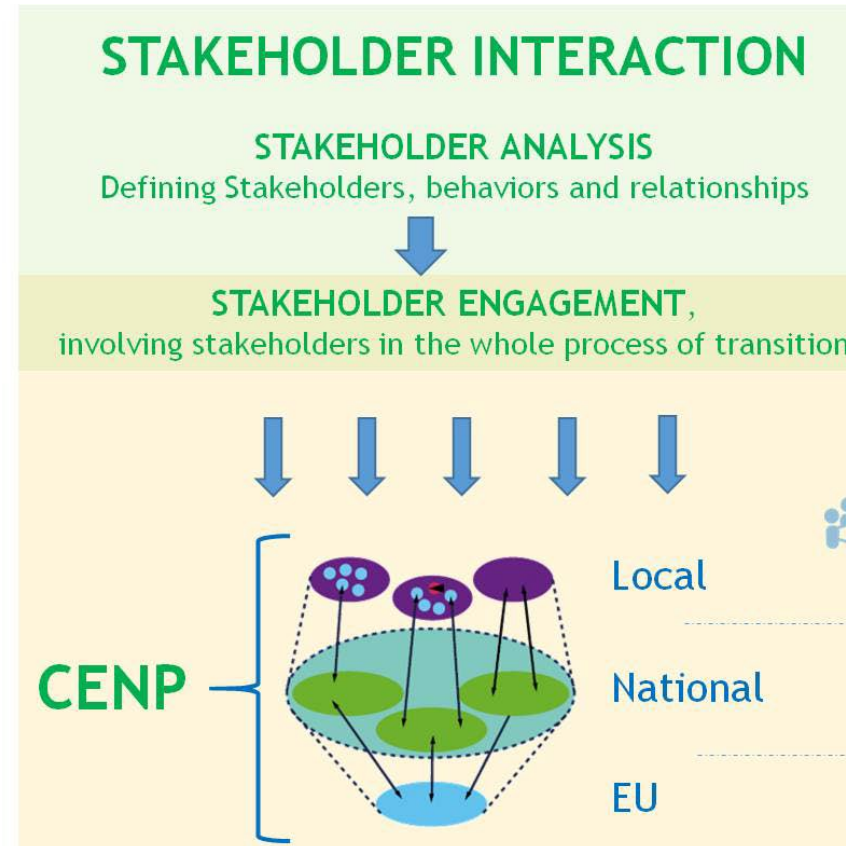 STAKEHOLDER INTERACTION
STAKEHOLDER ANALYSIS
Defining Stakeholders, behaviors and relationships
STAKEHOLDER ENGAGEMENT,
involving stakeholders in the whole process of transition
Local
CENP
National
EU